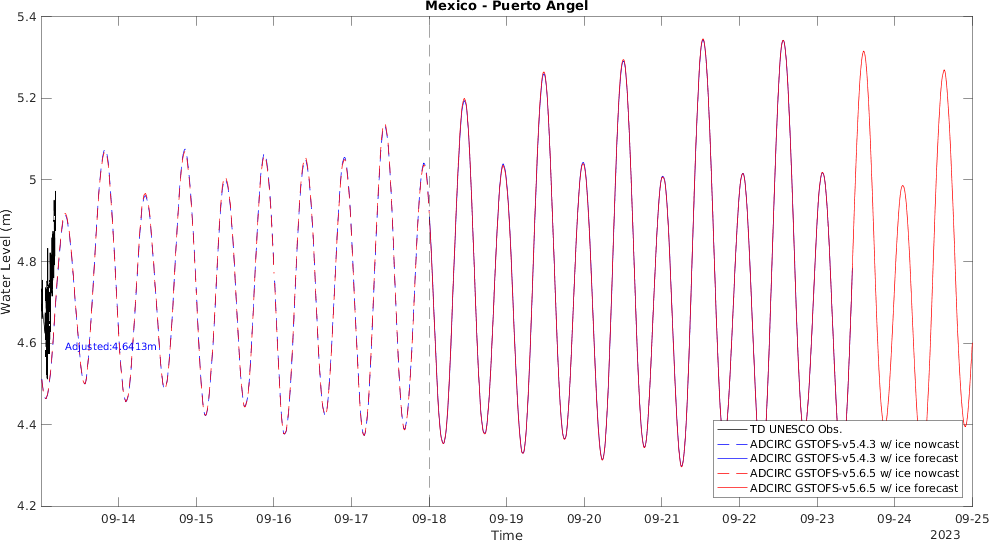 Mexico - Puerto Angel
5.4
5.2
5
4.8
4.6
4.4
4.2
Water Level (m)
Adjusted:4.6413m
TD UNESCO Obs.
ADCIRC GSTOFS-v5.4.3 w/ ice nowcast
ADCIRC GSTOFS-v5.4.3 w/ ice forecast
ADCIRC GSTOFS-v5.6.5 w/ ice nowcast
ADCIRC GSTOFS-v5.6.5 w/ ice forecast
09-14 09-15 09-16 09-17 09-18 09-19 09-20 09-21 09-22 09-23 09-24 09-25
Time
2023